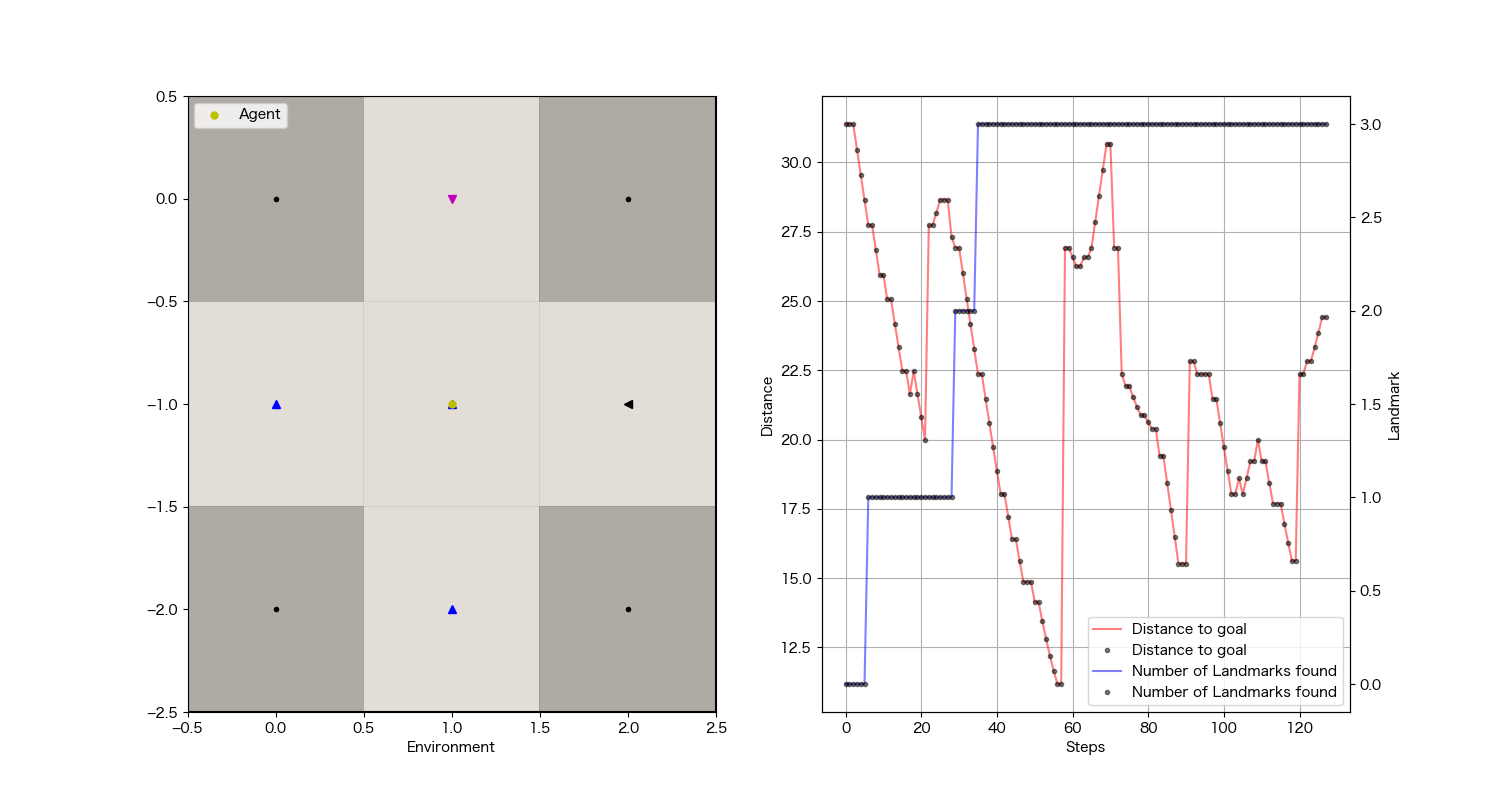 Agent
0.5
0.0
−0.5
−1.0
−1.5
−2.0
−2.5
−0.5 0.0 0.5 1.0 1.5 2.0 2.5
Environment
Distance
30.0
27.5
25.0
22.5
20.0
17.5
15.0
12.5
0 20 40 60 80 100 120
Steps
3.0
2.5
2.0
1.5
1.0
0.5
0.0
Landmark
Distance to goal
Distance to goal
Number of Landmarks found
Number of Landmarks found